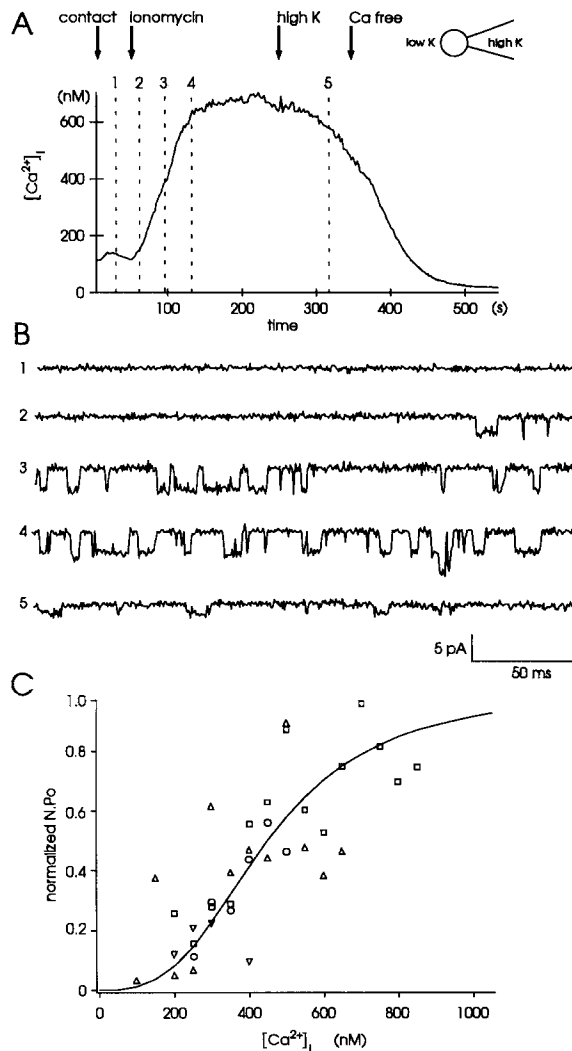 A
contact ionomycin high K Ca free
low K high K
1 2 3 4 5
(nM)
600
400
200
0
[Ca2+]I
100 200 300 400 500 (s)
time
B
1
2
3
4
5
5 pA
50 ms
C
1.0
0.8
0.6
0.4
0.2
0
normalized N.Po
0 200 400 600 800 1000
[Ca2+]I (nM)